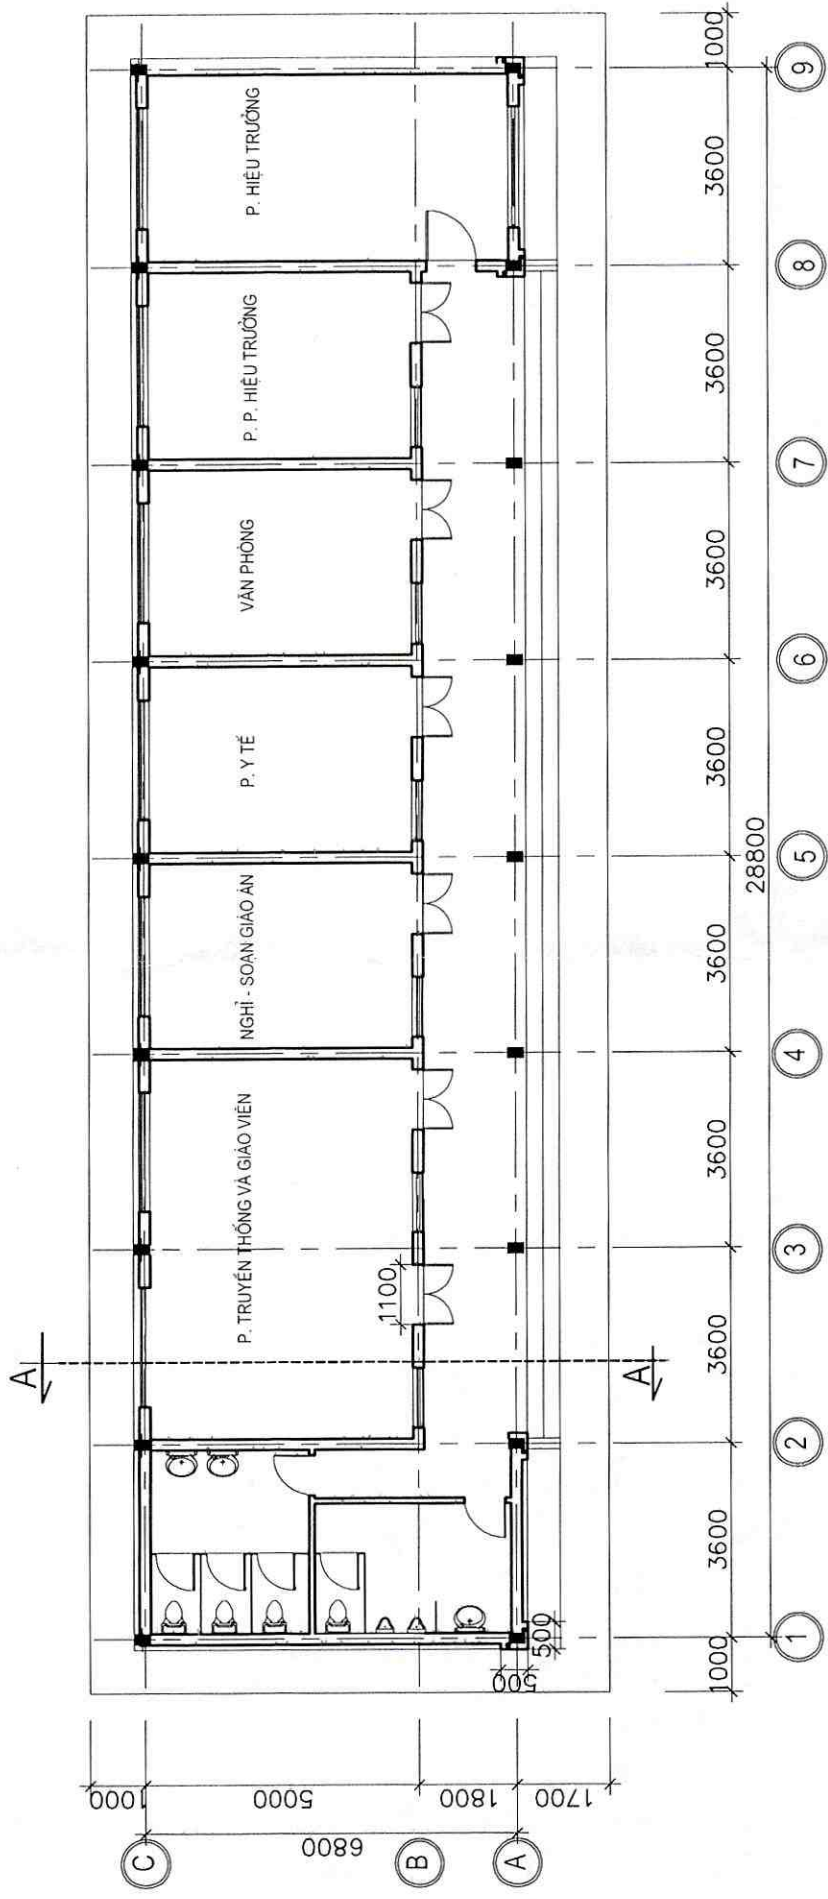 P. HIỆU TRƯỞNG
P. P. HIỆU TRƯỞNG
VĂN PHÒNG
P. Y TẾ
NGHỈ - SOẠN GIÁO ÁN
P. TRUYỀN THỐNG VÀ GIÁO VIÊN
1100
A
A
500
500
1000
3600
3600
3600
3600
3600
3600
3600
3600
1000
28800
1
2
3
4
5
6
7
8
9
1000
5000
1800
1700
6800
C
B
A